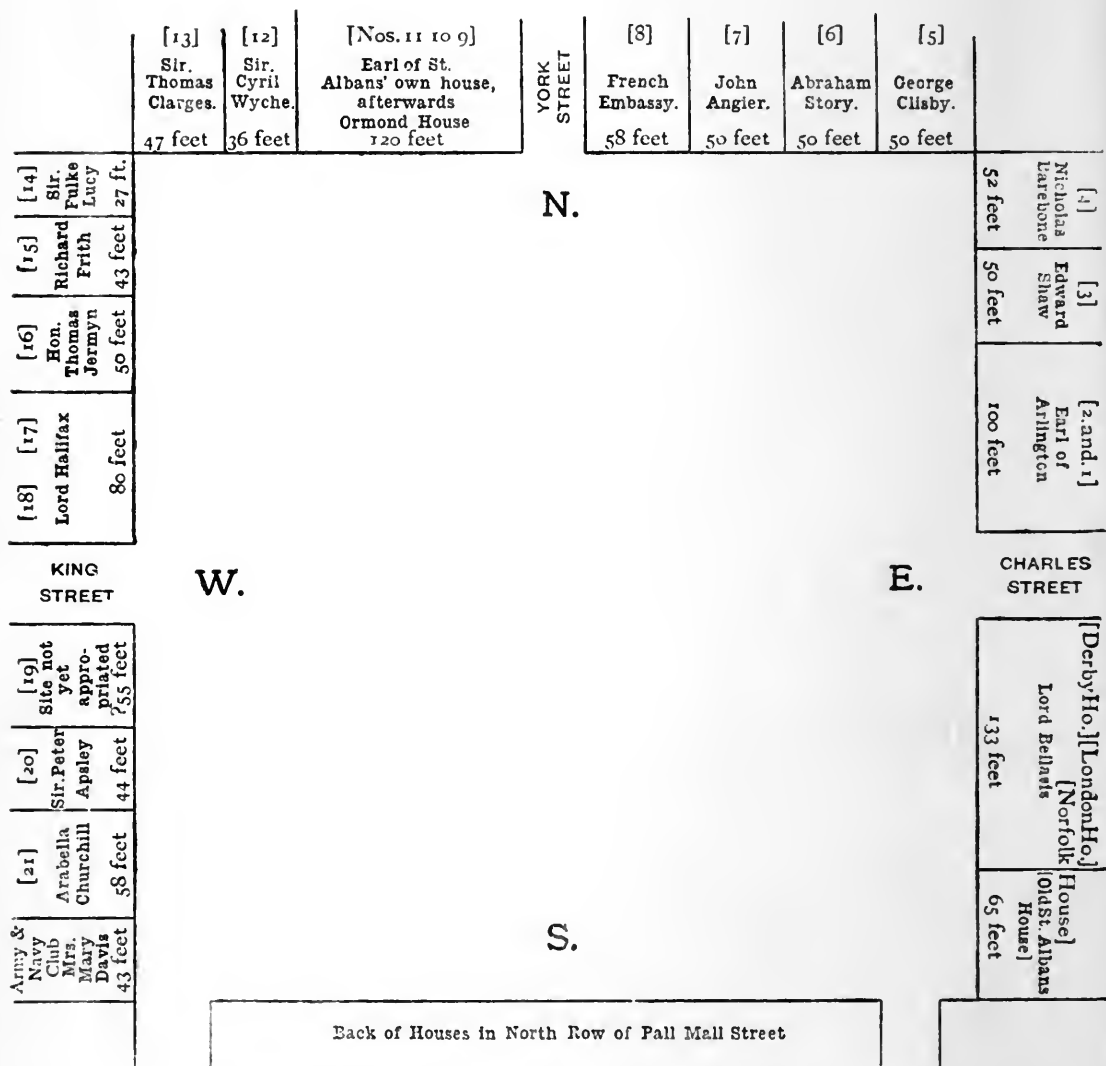 [13]
Sir.
Thomas
Clarges.
47 feet
[12]
Sir.
Cyril
Wyche.
36 feet
[Nos. 11 to 9]
Earl of St.
Albans' own house,
afterwards
Ormond House
120 feet
YORK
STREET
[8]
French
Embassy.
58 feet
[7]
John
Angier.
50 feet
[6]
Abraham
Story.
50 feet
[5]
George
Clisby.
50 feet
[14]
Sir.
Fulke
Lucy
27 ft.
[15]
Richard
Frith
43 feet
[16]
Hon.
Thomas
Jermyn
50 feet
[18] [17]
Lord Halifax
80 feet
KING
STREET
[19]
Site not
yet
appro-
priated
?55 feet
[20]
Sir. Peter
Apsley
44 feet
[21]
Arabella
Churchill
58 feet
Army &
Navy
Club
Mrs.
Mary
Davis
43 feet
N.
W.
E.
S.
[4]
Nicholas
Barebone
52 feet
[3]
Edward
Shaw
50 feet
[2.and.1]
Earl of
Arlington
100 feet
CHARLES
STREET
[Derby Ho.][London Ho.]
[Norfolk House]
Lord Bellasis
133 feet
[Old St. Albans
House]
65 feet
Back of Houses in North Row of Pall Mall Street